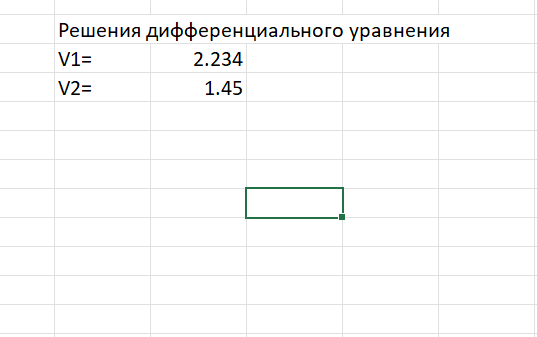 Решения дифференциального уравнения
V1= 2.234
V2= 1.45